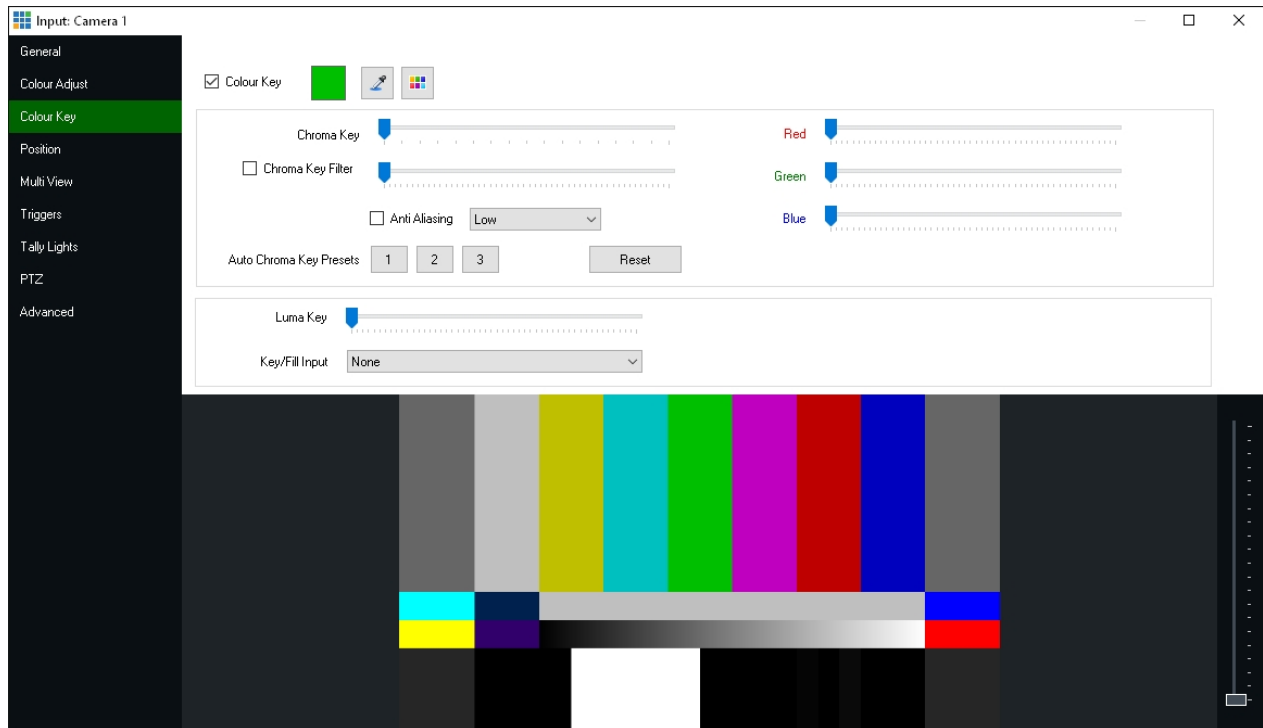 Input: Camera 1
General
Colour Adjust
Colour Key
Position
Multi View
Triggers
Tally Lights
PTZ
Advanced
Colour Key
Chroma Key
Chroma Key Filter
Anti Aliasing Low
Auto Chroma Key Presets 1 2 3 Reset
Red
Green
Blue
Luma Key
Key/Fill Input None